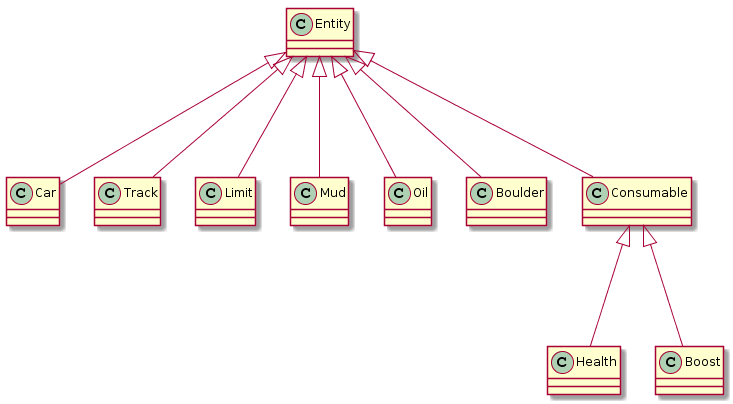 C Entity
C Car
C Track
C Limit
C Mud
C Oil
C Boulder
C Consumable
C Health
C Boost